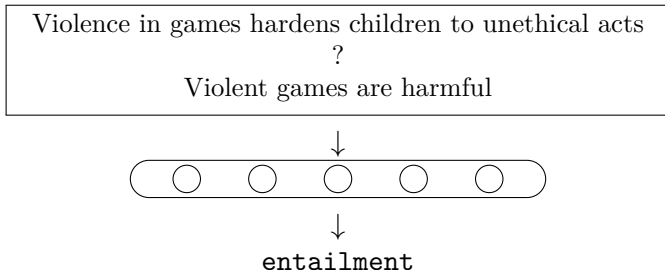 Violence in games hardens children to unethical acts
?
Violent games are harmful
entailment